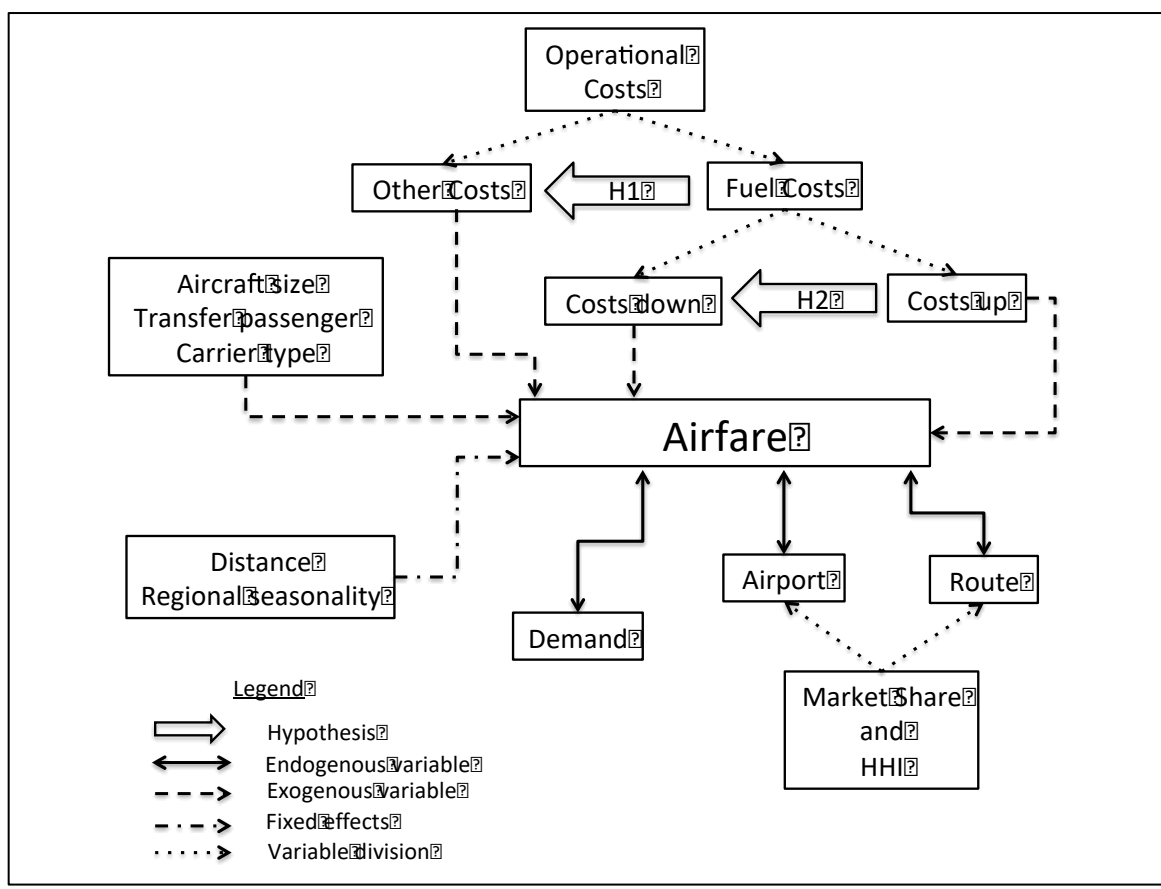 Operational
Costs
Other Costs
H1
Fuel Costs
Aircraft size
Transfer passenger
Carrier type
Costs down
H2
Costs up
Airfare
Distance
Regional seasonality
Airport
Route
Demand
Market Share
and
HHI
Legend
Hypothesis
Endogenous variable
Exogenous variable
Fixed effects
Variable division